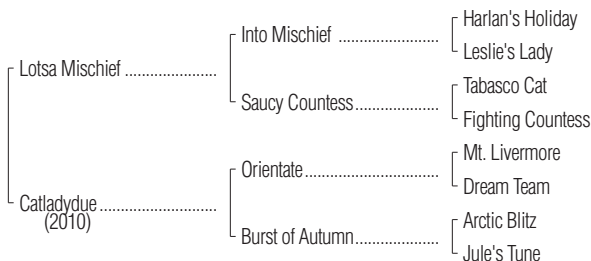 Harlan's Holiday
Into Mischief ........................
Leslie's Lady
Lotsa Mischief ......................
Tabasco Cat
Saucy Countess....................
Fighting Countess
Mt. Livermore
Orientate................................
Dream Team
Catladydue............................
(2010)
Arctic Blitz
Burst of Autumn....................
Jule's Tune